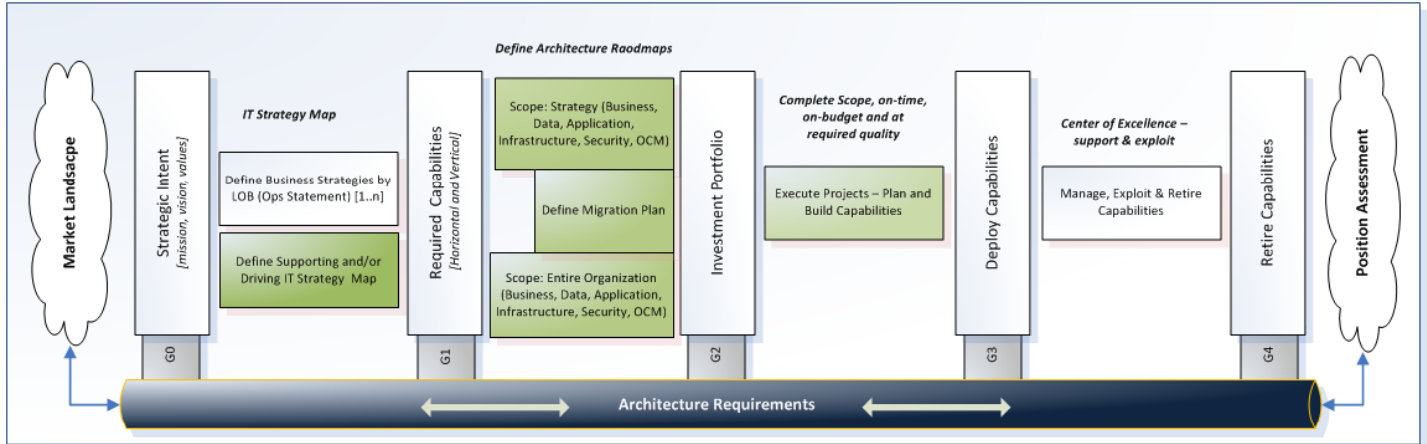 Define Architecture Raodmaps
IT Strategy Map
Complete Scope, on-time,
on-budget and at
required quality
Center of Excellence –
support & exploit
Market Landsacpe
Strategic Intent
[mission, vision, values]
Define Business Strategies by
LOB (Ops Statement) [1..n]
Define Supporting and/or
Driving IT Strategy Map
Required Capabilities
[Horizontal and Vertical]
Scope: Strategy (Business,
Data, Application,
Infrastructure, Security, OCM)
Define Migration Plan
Scope: Entire Organization
(Business, Data, Application,
Infrastructure, Security, OCM)
Investment Portfolio
Execute Projects – Plan and
Build Capabilities
Deploy Capabilities
Manage, Exploit & Retire
Capabilities
Retire Capabilities
Position Assessment
G0
G1
G2
G3
G4
Architecture Requirements